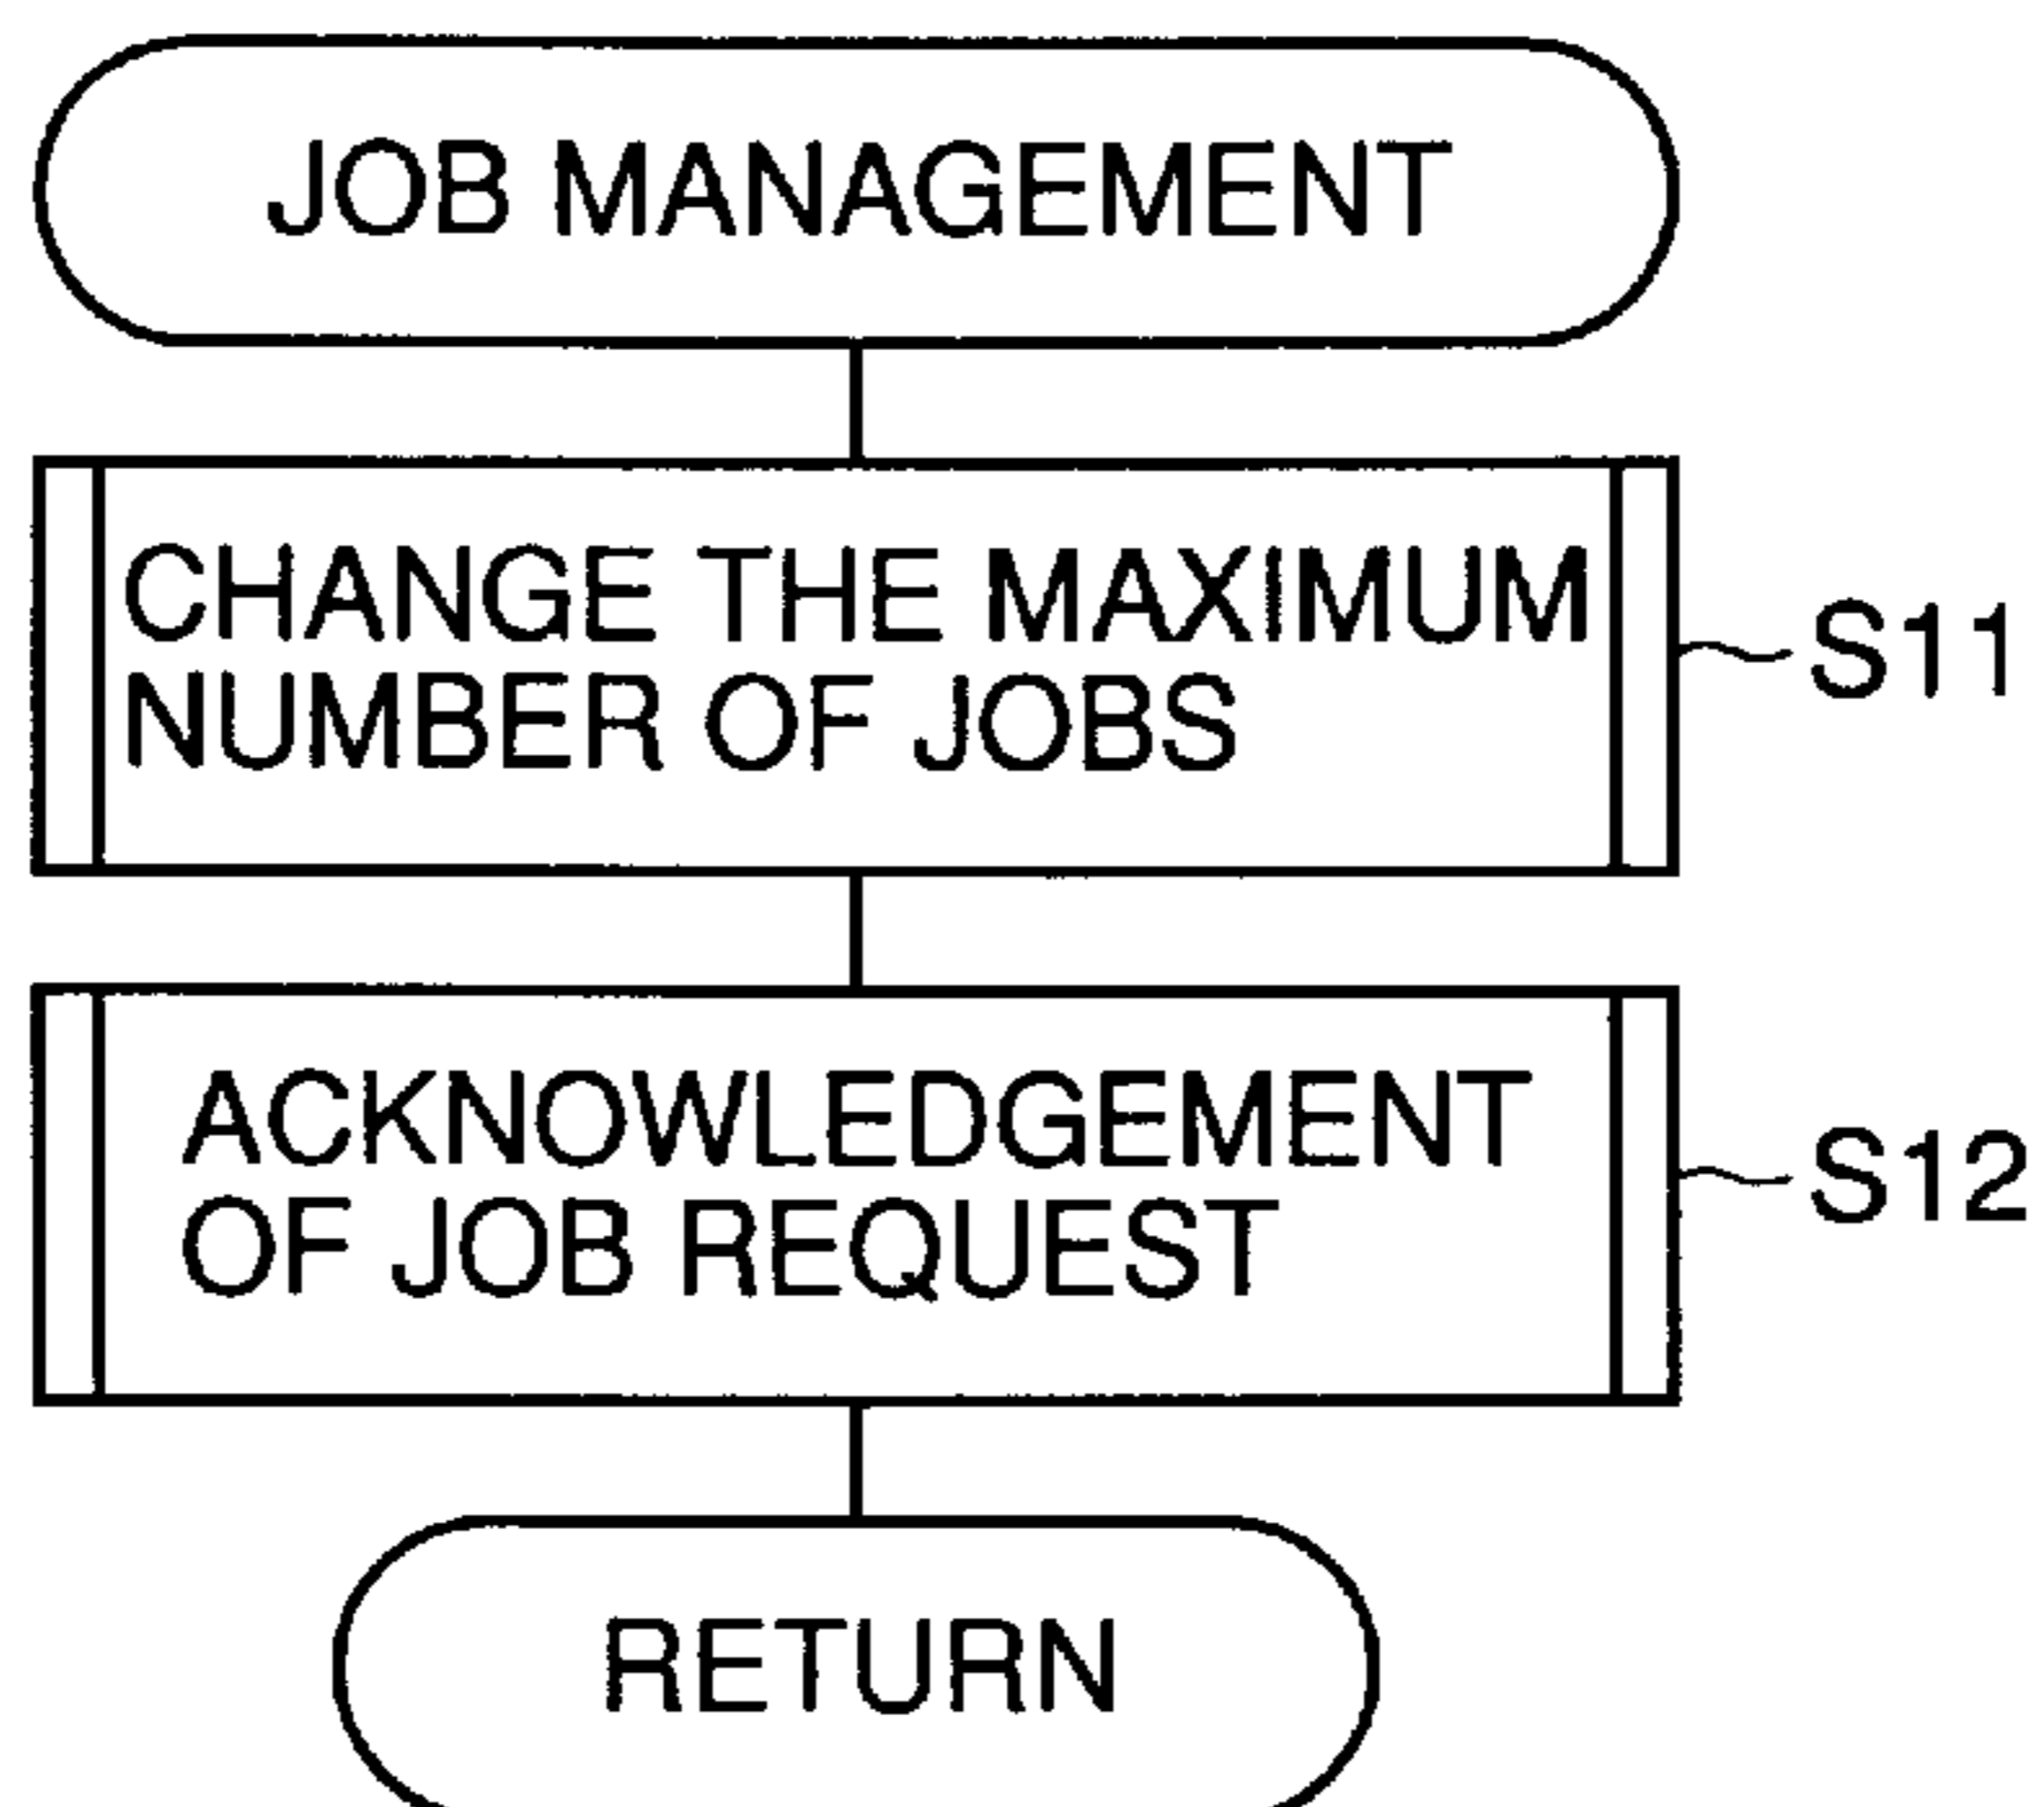 JOB MANAGEMENT
CHANGE THE MAXIMUM
NUMBER OF JOBS
S11
ACKNOWLEDGEMENT
OF JOB REQUEST
S12
RETURN